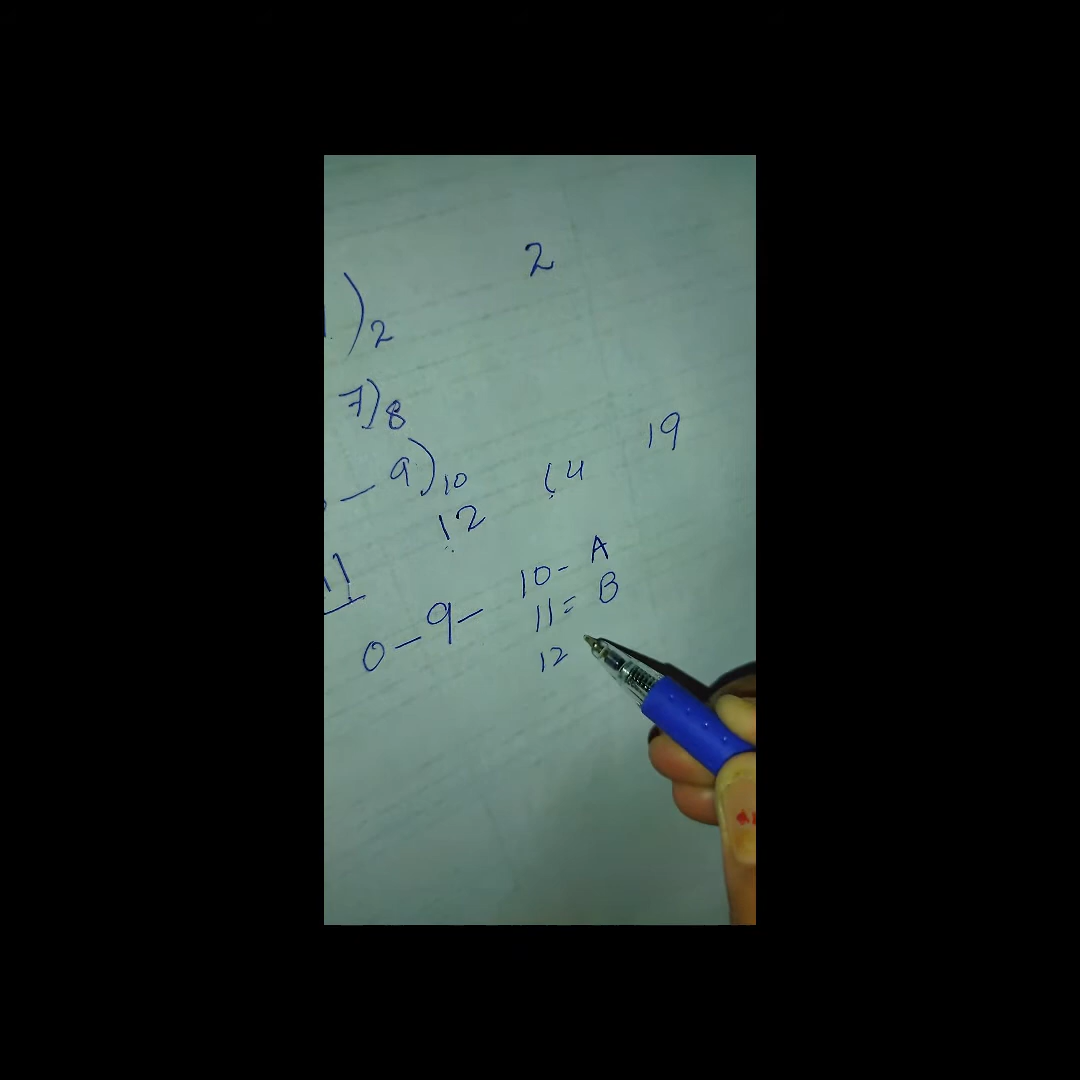 2
)2
7)8
— 9)10
14
19
12
0 — 9 —
10 - A
11 = B
12